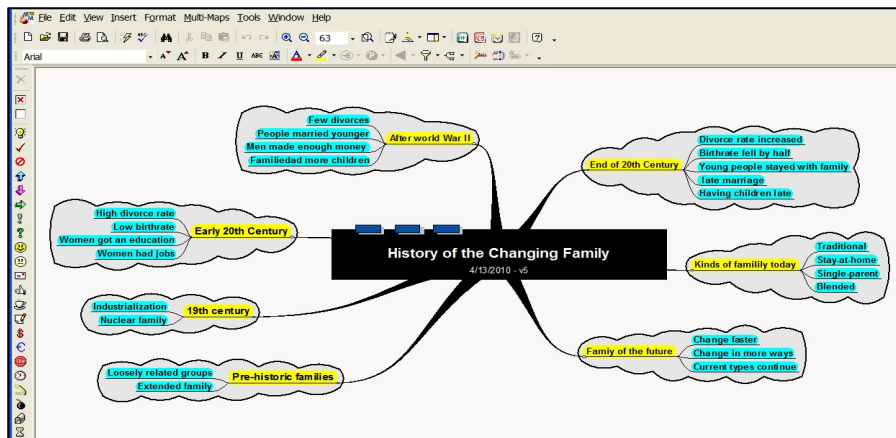 File Edit View Insert Format Multi-Maps Tools Window Help
63
Arial
B I U ABC
After world War II
Few divorces
People married younger
Men made enough money
Familiedad more children
End of 20th Century
Divorce rate increased
Birthrate fell by half
Young people stayed with family
Tate marriage
Having children late
Early 20th Century
High divorce rate
Low birthrate
Women got an education
Women had jobs
History of the Changing Family
4/13/2010 - v5
Kinds of familily today
Traditional
Stay-at-home
Single-parent
Blended
19th century
Industrialization
Nuclear family
Famiy of the future
Change faster
Change in more ways
Current types continue
Pre-historic families
Loosely related groups
Extended family